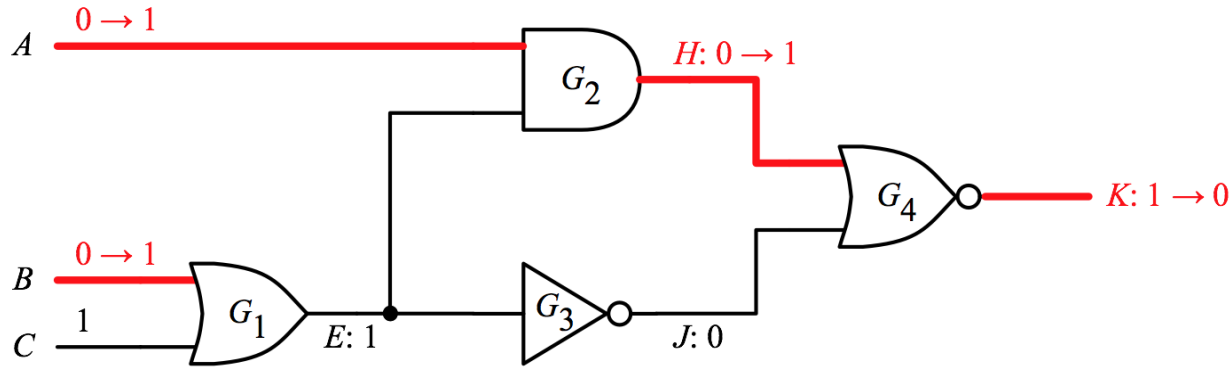 0 → 1
A
G2
H: 0 → 1
G4
K: 1 → 0
0 → 1
B
G1
G3
1
C
E: 1
J: 0